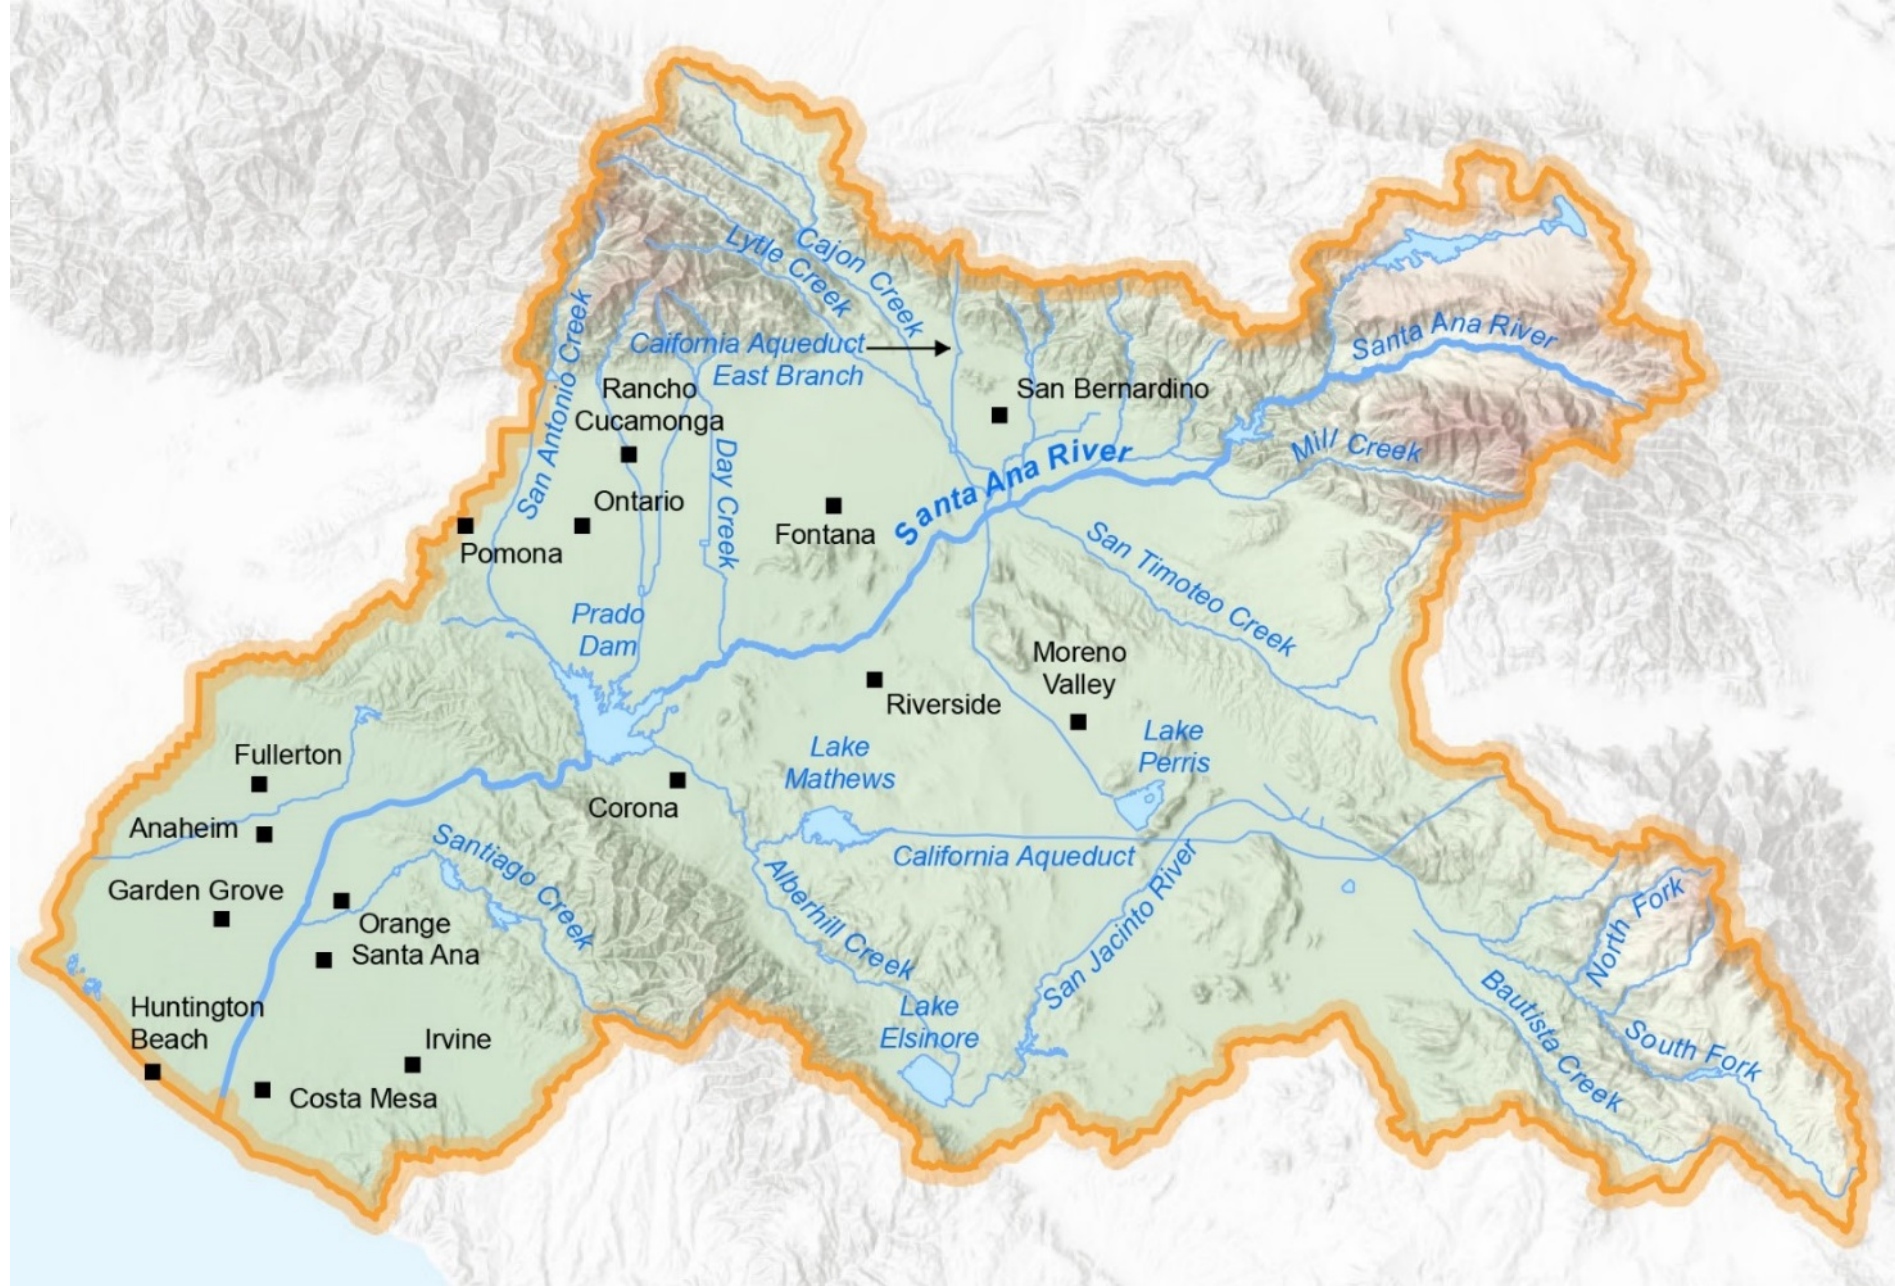 Lytle Creek
Cajon Creek
San Antonio Creek
Caifornia Aqueduct
East Branch
Santa Ana River
Rancho
Cucamonga
San Bernardino
Mill Creek
Santa Ana River
Day Creek
Ontario
Pomona
Fontana
San Timoteo Creek
Prado
Dam
Moreno
Valley
Riverside
Lake
Perris
Lake
Mathews
Fullerton
Corona
Anaheim
Santiago Creek
California Aqueduct
Garden Grove
Alberhill Creek
San Jacinto River
North Fork
Orange
Santa Ana
Huntington
Beach
Lake
Elsinore
Bautista Creek
South Fork
Irvine
Costa Mesa